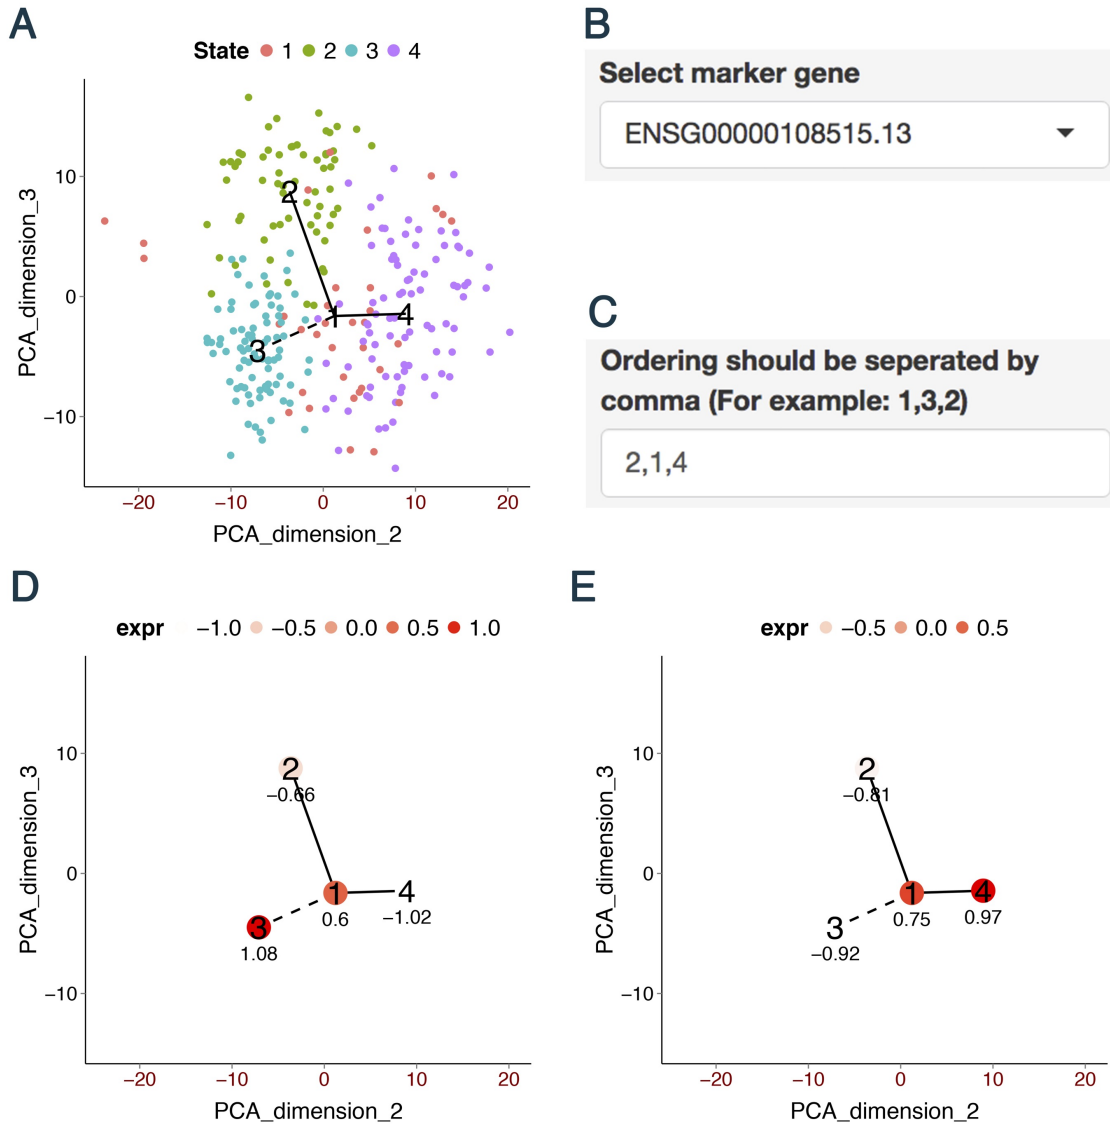 A
State 1 2 3 4
PCA_dimension_3
10
0
−10
2
1
4
3
−20 −10 0 10 20
PCA_dimension_2
B
Select marker gene
ENSG00000108515.13
C
Ordering should be seperated by
comma (For example: 1,3,2)
2,1,4
D
expr −1.0 −0.5 0.0 0.5 1.0
PCA_dimension_3
10
0
−10
2
−0.66
1
0.6
4
−1.02
3
1.08
−20 −10 0 10 20
PCA_dimension_2
E
expr −0.5 0.0 0.5
PCA_dimension_3
10
0
−10
2
−0.81
1
0.75
4
0.97
3
−0.92
−20 −10 0 10 20
PCA_dimension_2